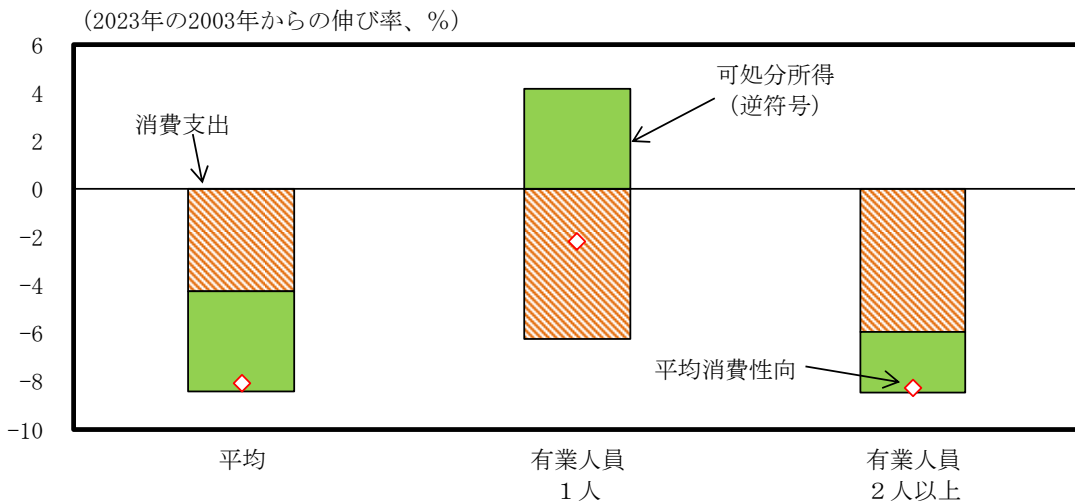 （2023年の2003年からの伸び率、％）
6
4
2
0
−2
−4
−6
−8
−10
消費支出
可処分所得
（逆符号）
平均消費性向
平均
有業人員
１人
有業人員
２人以上